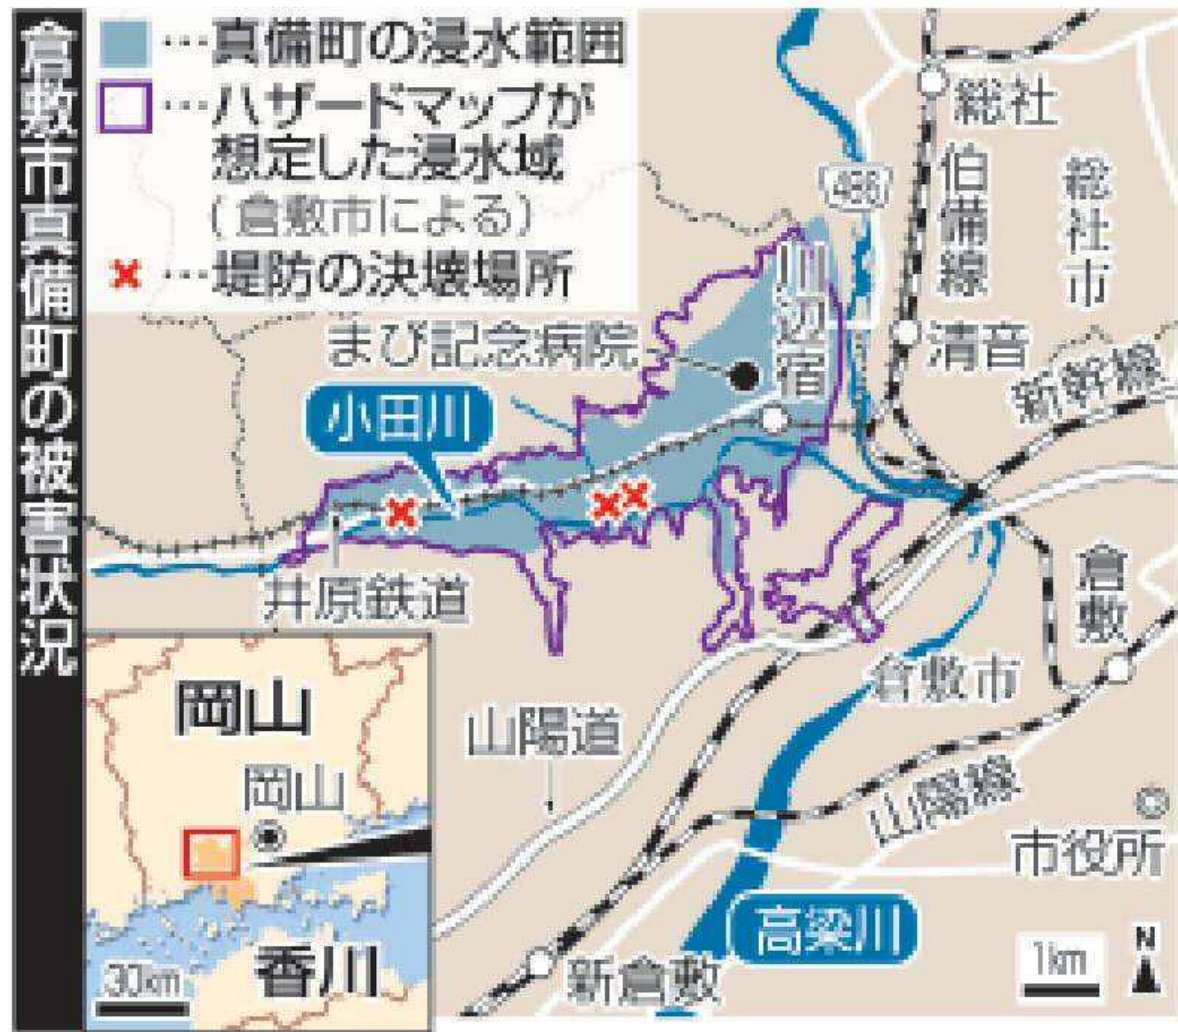 倉敷市真備町の被害状況
…真備町の浸水範囲
…ハザードマップが
想定した浸水域
(倉敷市による)
×…堤防の決壊場所
総社
486
伯備線
総社市
川辺宿
まび記念病院
清音
新幹線
小田川
井原鉄道
倉敷
倉敷市
山陽道
山陽線
市役所
高梁川
新倉敷
1km
N
岡山
岡山
香川
30km